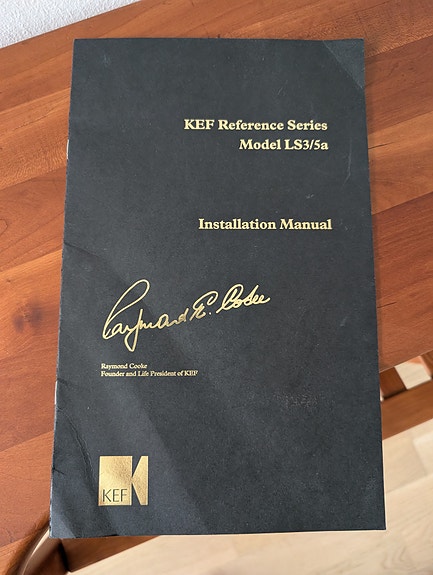 KEF Reference Series
Model LS3/5a
Installation Manual
Raymond E. Cooke
Raymond Cooke
Founder and Life President of KEF
KEF